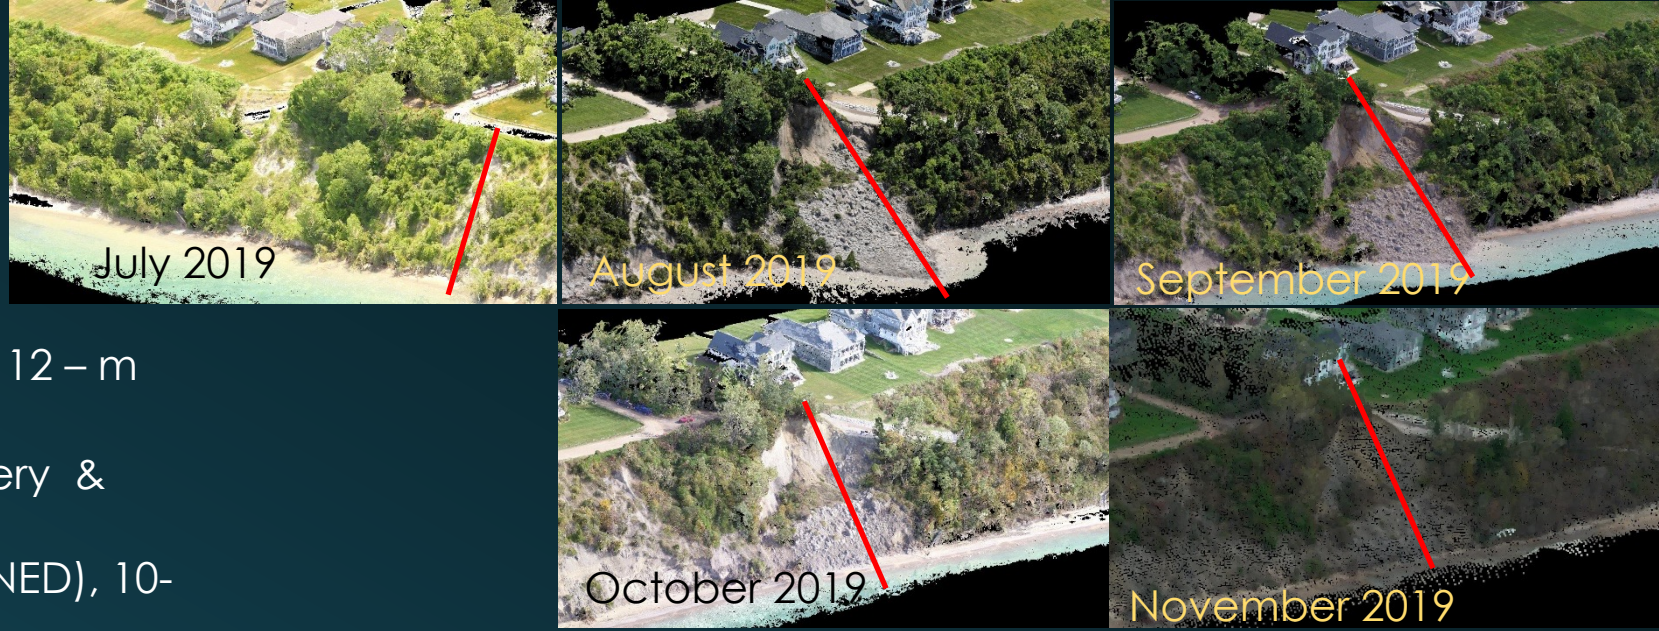 July 2019
August 2019
September 2019
12 – m
ery &
October 2019
NED), 10-
November 2019